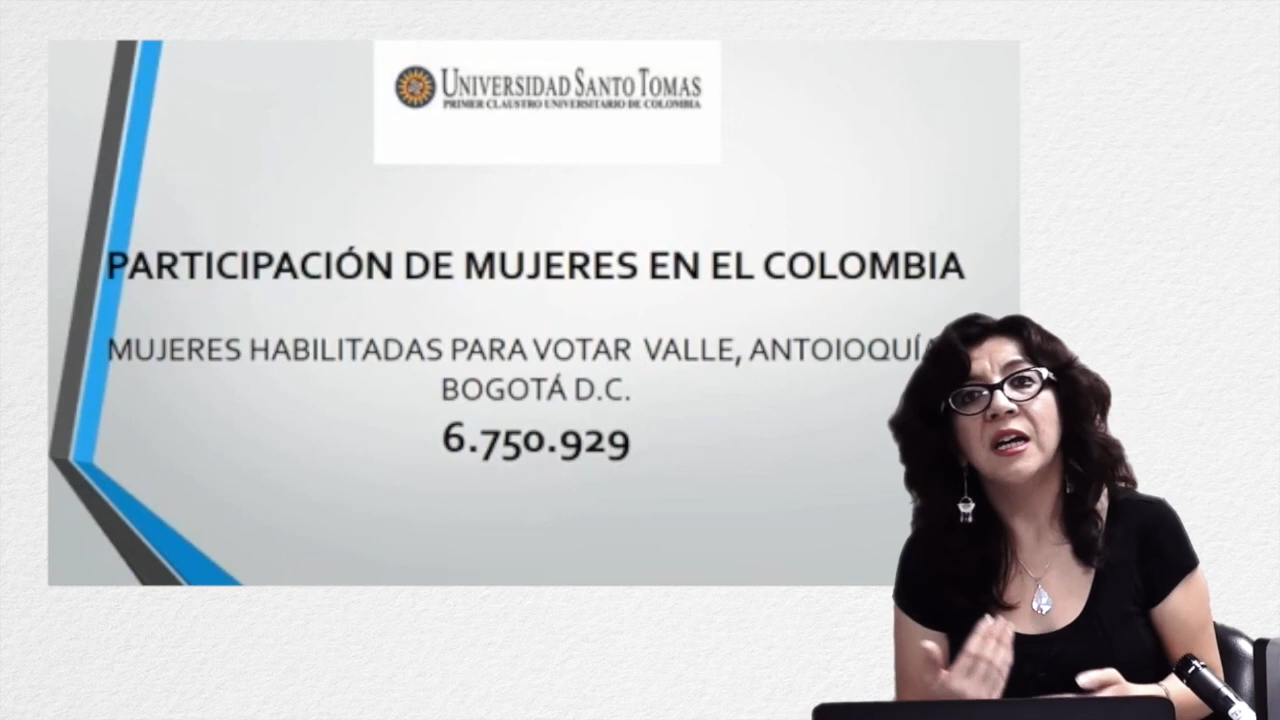 UNIVERSIDAD SANTO TOMAS
PRIMER CLAUSTRO UNIVERSITARIO DE COLOMBIA
PARTICIPACIÓN DE MUJERES EN EL COLOMBIA
MUJERES HABILITADAS PARA VOTAR VALLE, ANTOIOQUÍA
BOGOTÁ D.C.
6.750.929